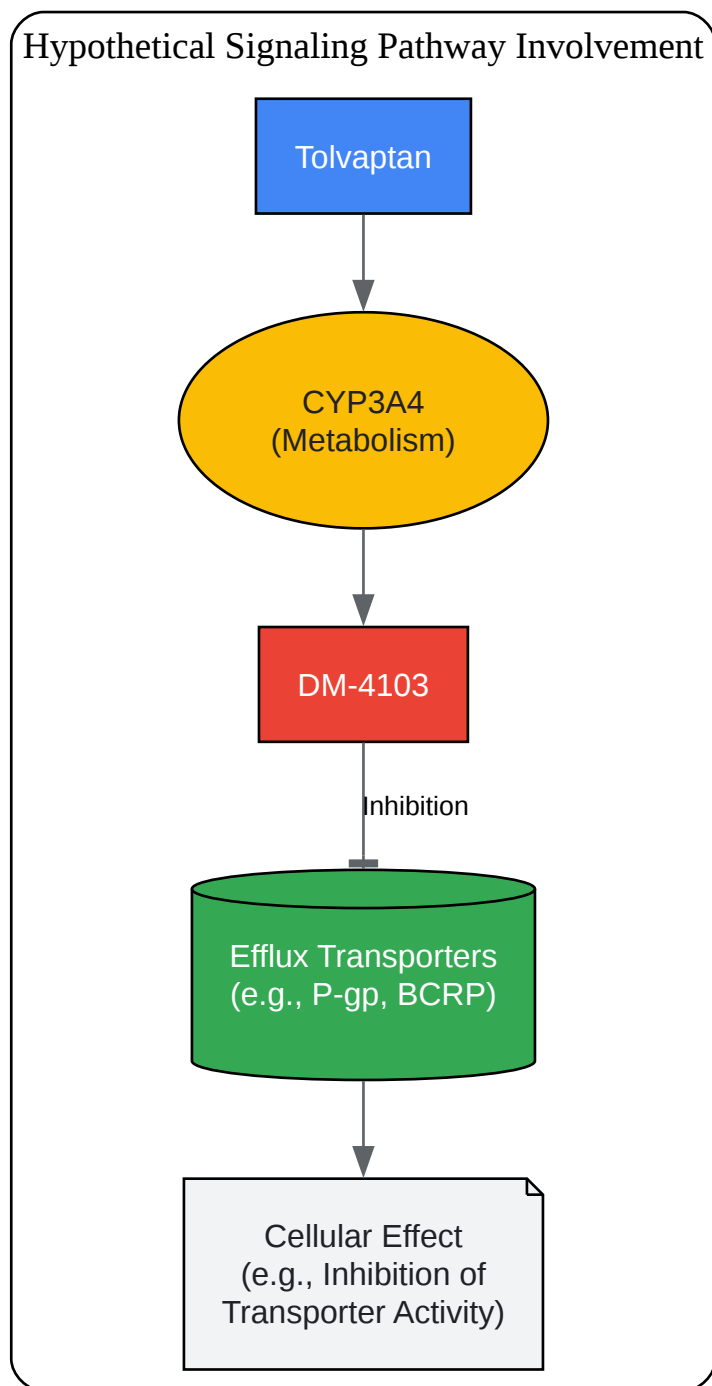 Hypothetical Signaling Pathway Involvement
Tolvaptan
CYP3A4
(Metabolism)
DM-4103
Inhibition
Efflux Transporters
(e.g., P-gp, BCRP)
Cellular Effect
(e.g., Inhibition of
Transporter Activity)